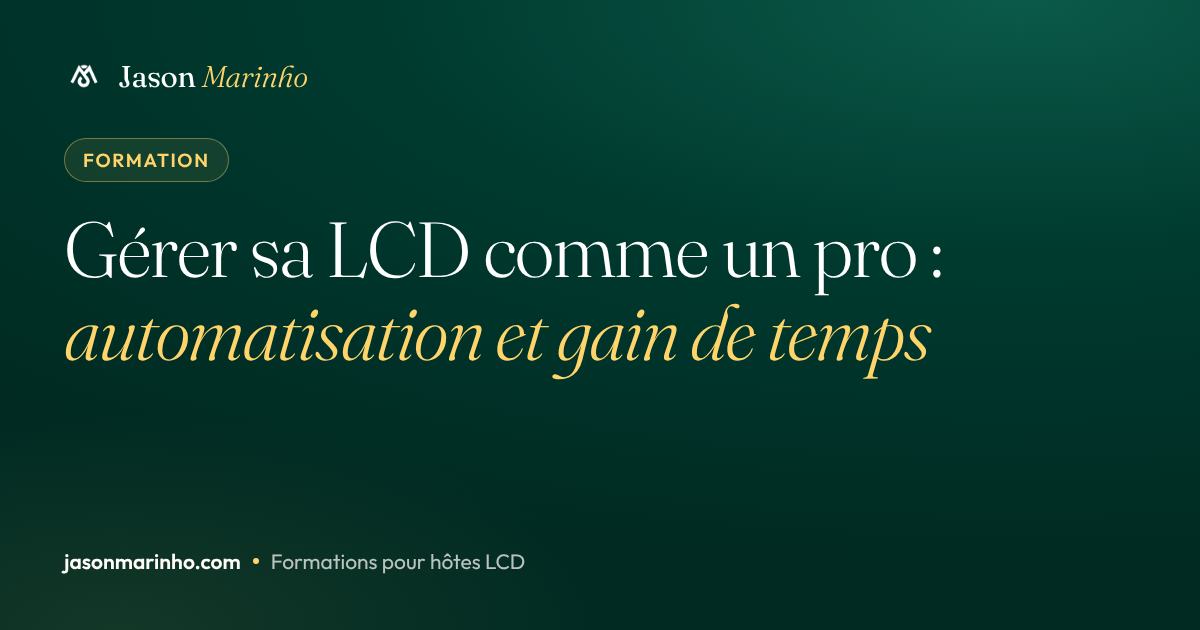 Jason Marinho
FORMATION
Gérer sa LCD comme un pro :
automatisation et gain de temps
jasonmarinho.com • Formations pour hôtes LCD